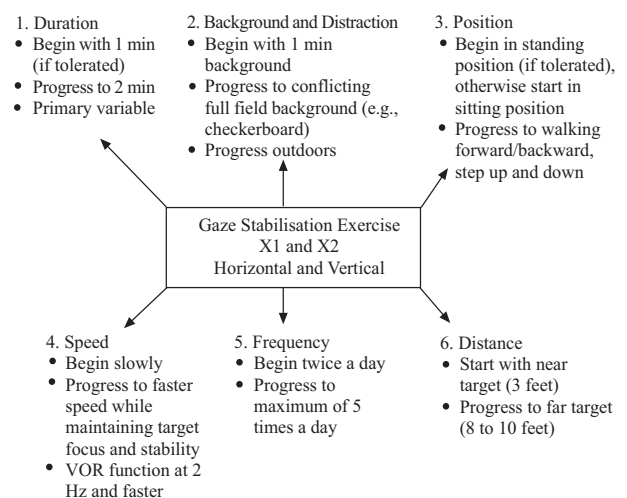 1. Duration
• Begin with 1 min
(if tolerated)
• Progress to 2 min
• Primary variable
2. Background and Distraction
• Begin with 1 min
background
• Progress to conflicting
full field background (e.g.,
checkerboard)
• Progress outdoors
3. Position
• Begin in standing
position (if tolerated),
otherwise start in
sitting position
• Progress to walking
forward/backward,
step up and down
Gaze Stabilisation Exercise
X1 and X2
Horizontal and Vertical
4. Speed
• Begin slowly
• Progress to faster
speed while
maintaining target
focus and stability
• VOR function at 2
Hz and faster
5. Frequency
• Begin twice a day
• Progress to
maximum of 5
times a day
6. Distance
• Start with near
target (3 feet)
• Progress to far target
(8 to 10 feet)